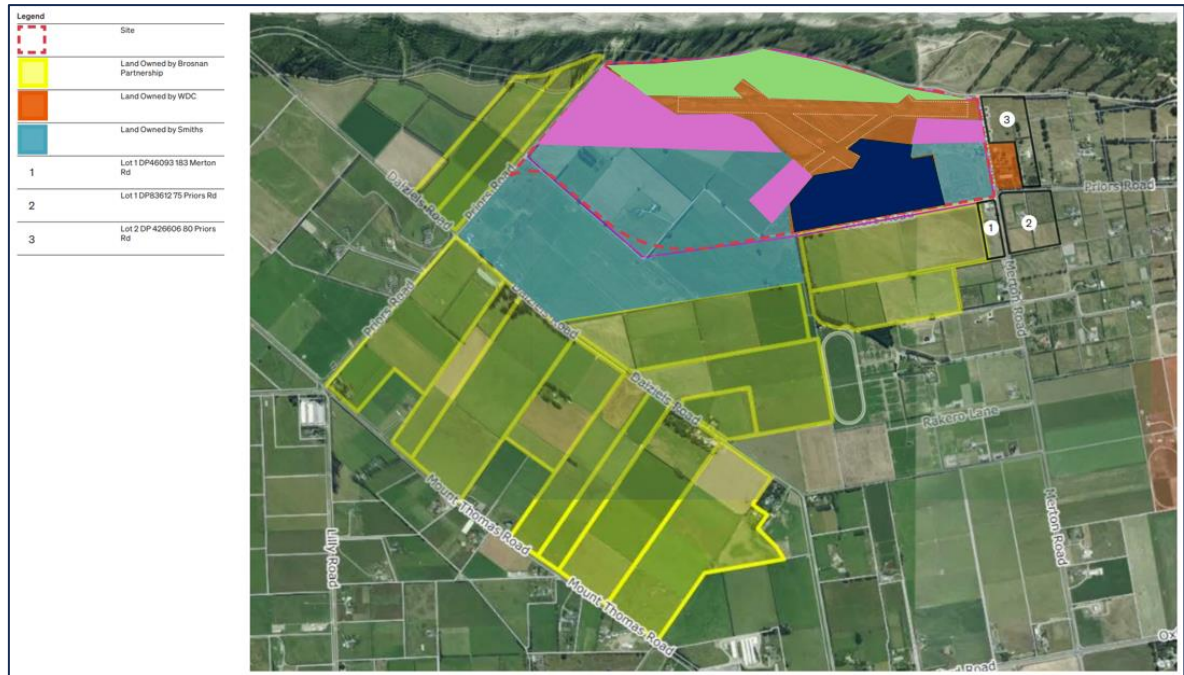 Legend
Site
Land Owned by Brosnan
Partnership
Land Owned by WDC
Land Owned by Smiths
1
Lot 1 DP46093 183 Merton
Rd
2
Lot 1 DP83612 75 Priors Rd
3
Lot 2 DP 426606 80 Priors
Rd
3
Priors Road
Dalziels Road
Priors Road
1
2
Merton Road
Priors Road
Dalziels Road
Rakero Lane
Merton Road
Mount Thomas Road
Lilly Road
Mount Thomas Road
Road